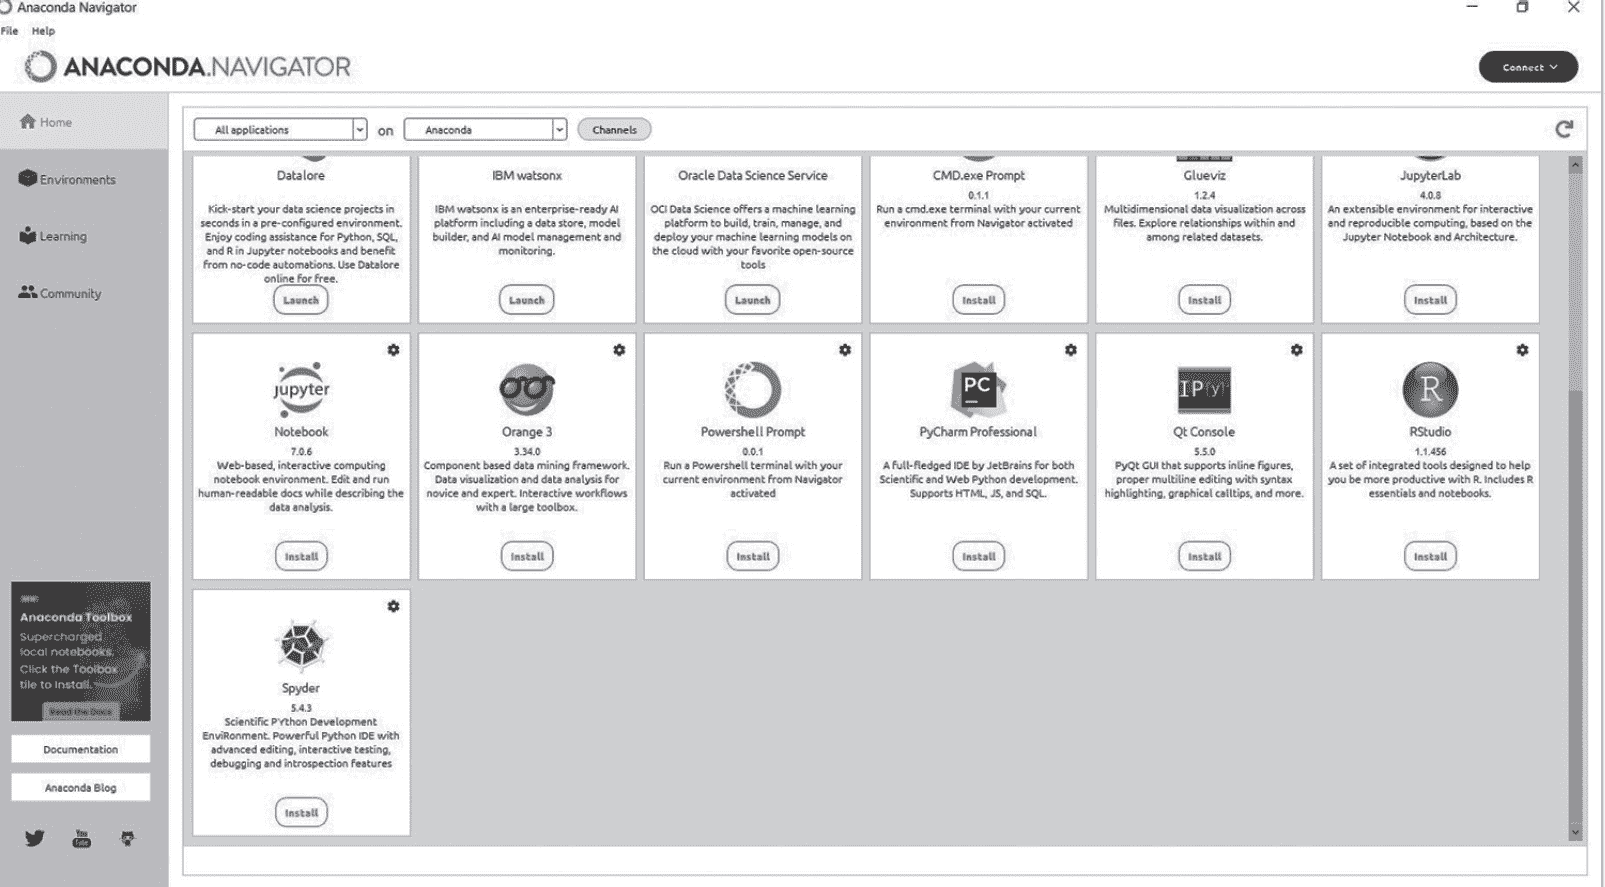 Anaconda Navigator
File Help
ANACONDA.NAVIGATOR
Connect
Home
Environments
Learning
Community
All applications on Anaconda Channels
Datalore
Kick-start your data science projects in
seconds in a pre-configured environment.
Enjoy coding assistance for Python, SQL,
and R in Jupyter notebooks and benefit
from no-code automations. Use Datalore
online for free.
Launch
IBM watsonx
IBM watsonx is an enterprise-ready AI
platform including a data store, model
builder, and AI model management and
monitoring.
Launch
Oracle Data Science Service
OCI Data Science offers a machine learning
platform to build, train, manage, and
deploy your machine learning models on
the cloud with your favorite open-source
tools
Launch
CMD.exe Prompt
0.1.1
Run a cmd.exe terminal with your current
environment from Navigator activated
Install
Glueviz
1.2.4
Multidimensional data visualization across
files. Explore relationships within and
among related datasets.
Install
JupyterLab
4.0.8
An extensible environment for interactive
and reproducible computing, based on the
Jupyter Notebook and Architecture.
Install
jupyter
Notebook
7.0.6
Web-based, interactive computing
notebook environment. Edit and run
human-readable docs while describing the
data analysis.
Install
Orange 3
3.34.0
Component based data mining framework.
Data visualization and data analysis for
novice and expert. Interactive workflows
with a large toolbox.
Install
Powershell Prompt
0.0.1
Run a Powershell terminal with your
current environment from Navigator
activated
Install
PC
PyCharm Professional
A full-fledged IDE by JetBrains for both
Scientific and Web Python development.
Supports HTML, JS, and SQL.
Install
IP(y)
Qt Console
5.5.0
PyQt GUI that supports inline figures,
proper multiline editing with syntax
highlighting, graphical calltips, and more.
Install
R
RStudio
1.1.456
A set of integrated tools designed to help
you be more productive with R. Includes R
essentials and notebooks.
Install
Spyder
5.4.3
Scientific PYthon Development
EnviRonment. Powerful Python IDE with
advanced editing, interactive testing,
debugging and introspection features
Install
Anaconda Toolbox
Supercharged
local notebooks.
Click the Toolbox
tile to Install.
Read the Docs
Documentation
Anaconda Blog
You
Tube